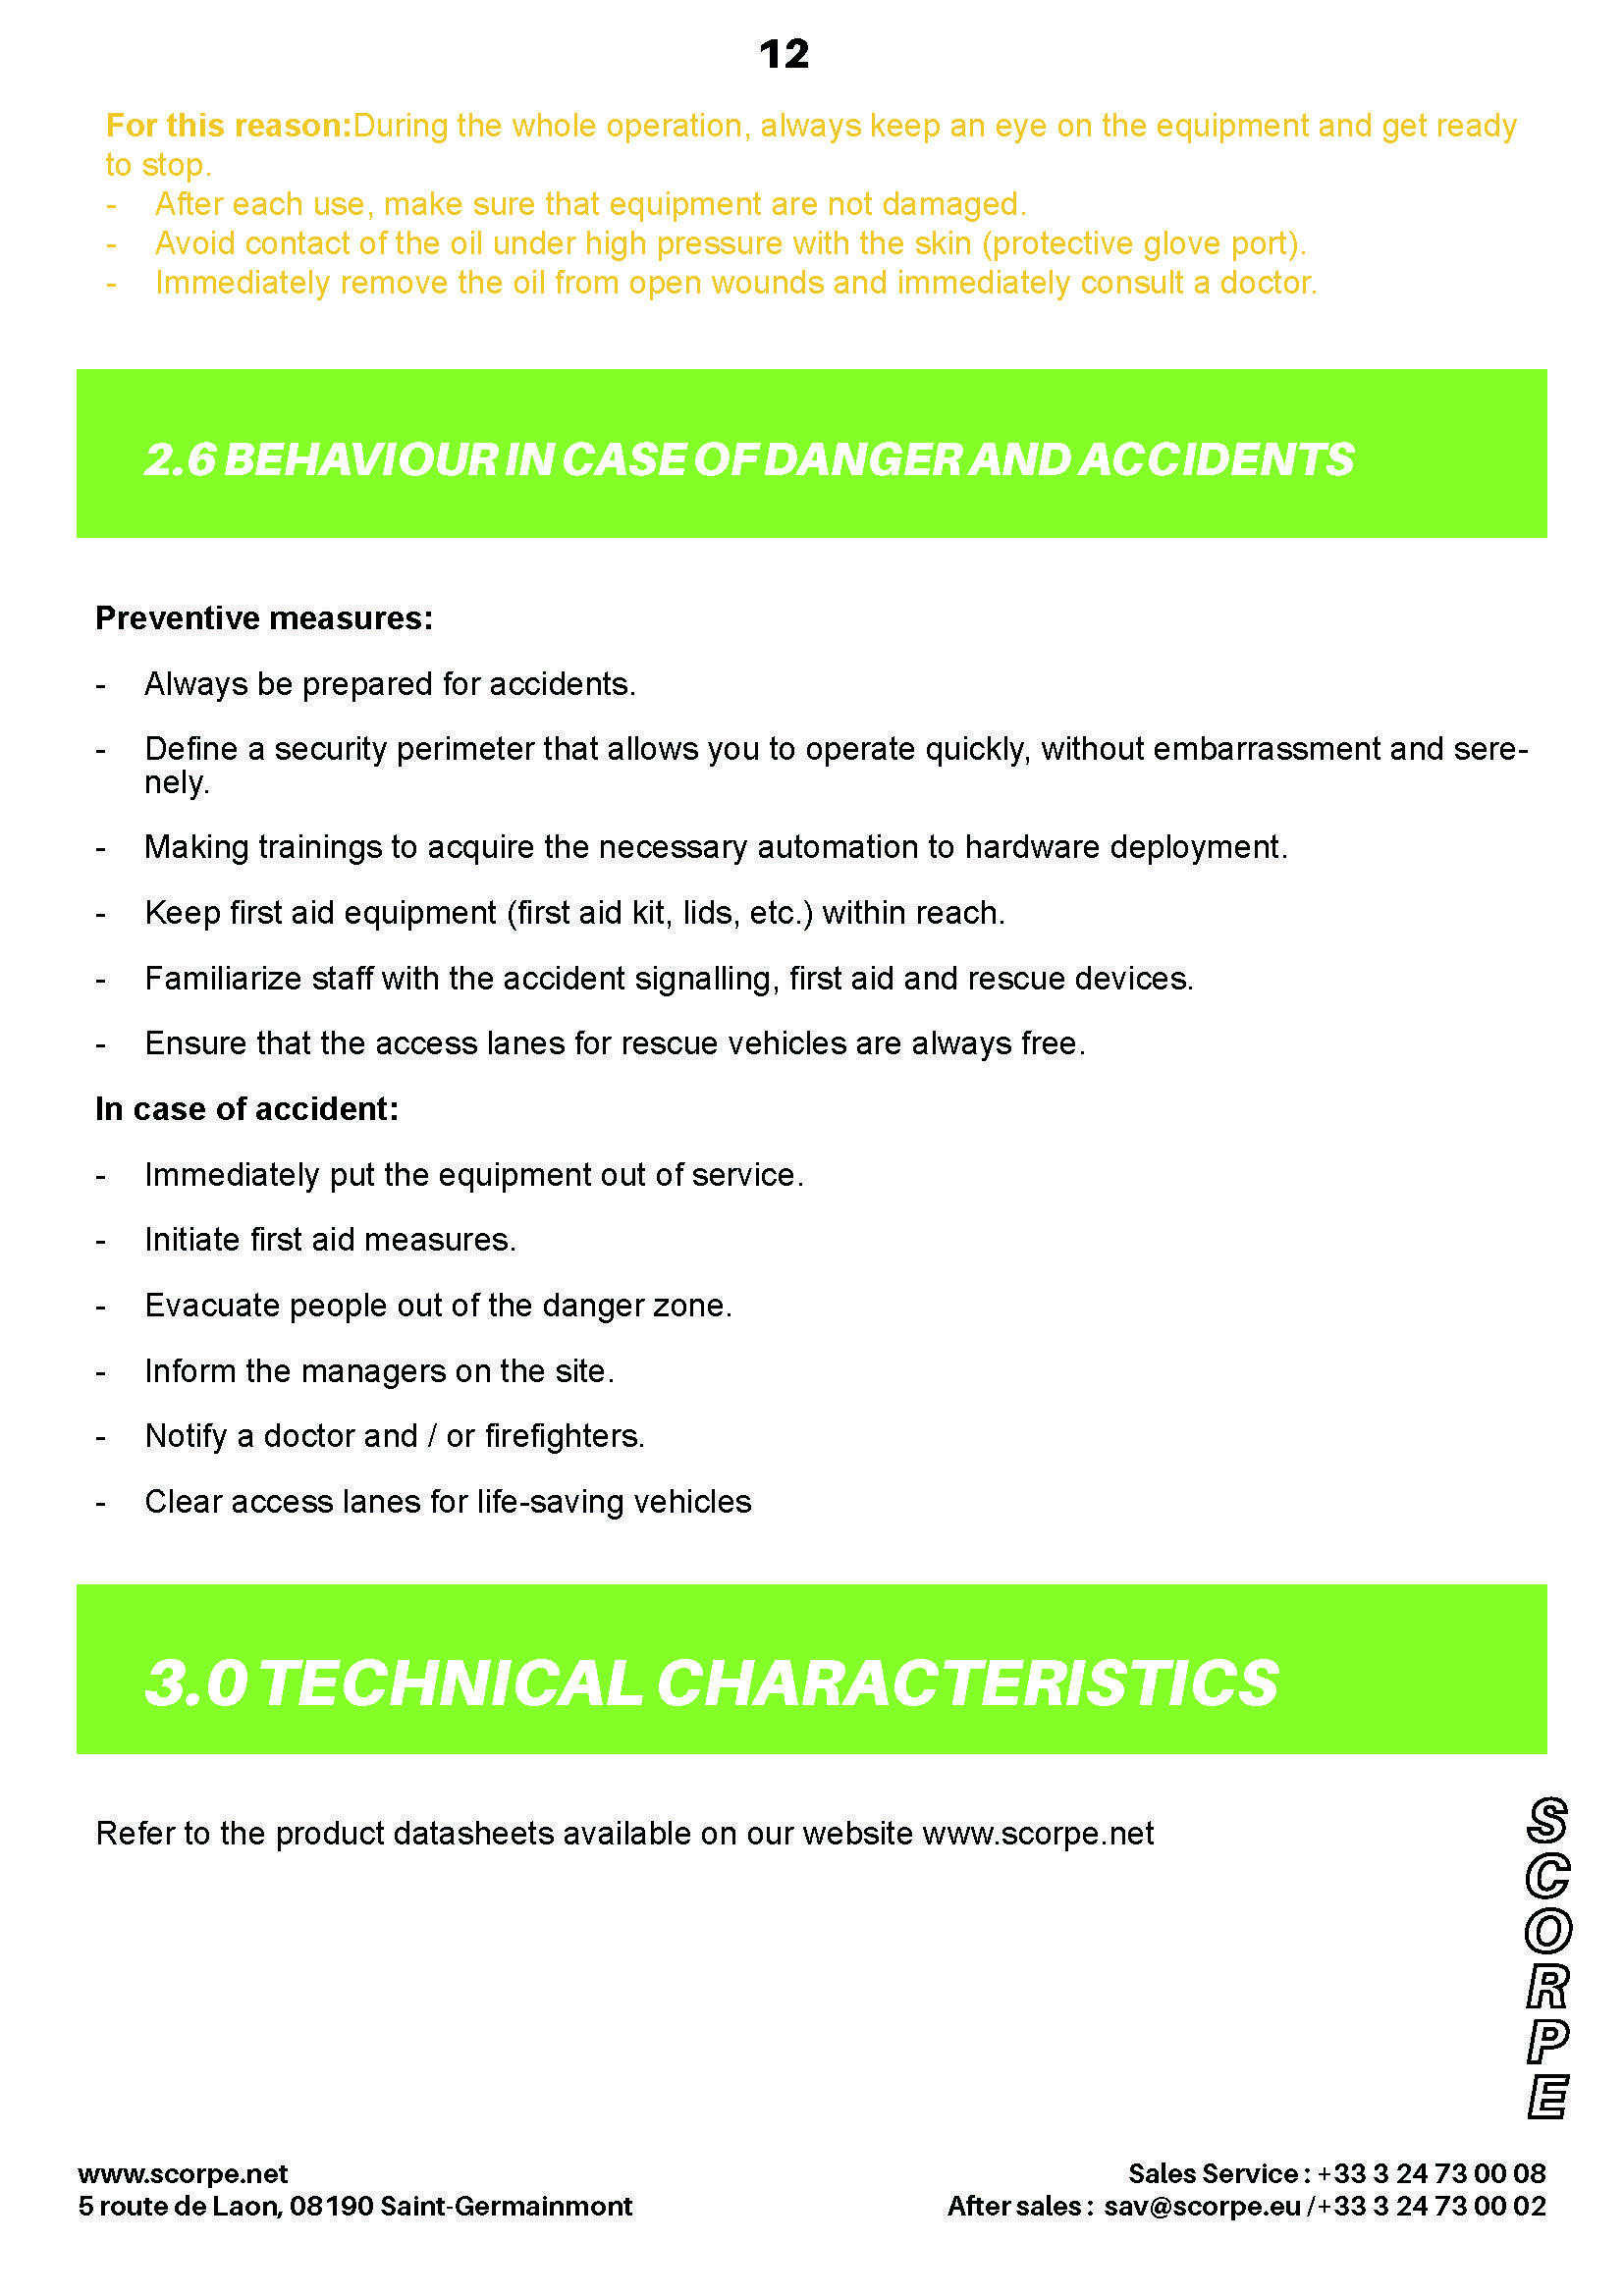 12
For this reason:During the whole operation, always keep an eye on the equipment and get ready
to stop.
- After each use, make sure that equipment are not damaged.
- Avoid contact of the oil under high pressure with the skin (protective glove port).
- Immediately remove the oil from open wounds and immediately consult a doctor.
2.6 BEHAVIOUR IN CASE OF DANGER AND ACCIDENTS
Preventive measures:
- Always be prepared for accidents.
- Define a security perimeter that allows you to operate quickly, without embarrassment and sere-
nely.
- Making trainings to acquire the necessary automation to hardware deployment.
- Keep first aid equipment (first aid kit, lids, etc.) within reach.
- Familiarize staff with the accident signalling, first aid and rescue devices.
- Ensure that the access lanes for rescue vehicles are always free.
In case of accident:
- Immediately put the equipment out of service.
- Initiate first aid measures.
- Evacuate people out of the danger zone.
- Inform the managers on the site.
- Notify a doctor and / or firefighters.
- Clear access lanes for life-saving vehicles
3.0 TECHNICAL CHARACTERISTICS
Refer to the product datasheets available on our website www.scorpe.net
SCORPE
www.scorpe.net
5 route de Laon, 08190 Saint-Germainmont
Sales Service : +33 3 24 73 00 08
After sales : sav@scorpe.eu /+33 3 24 73 00 02